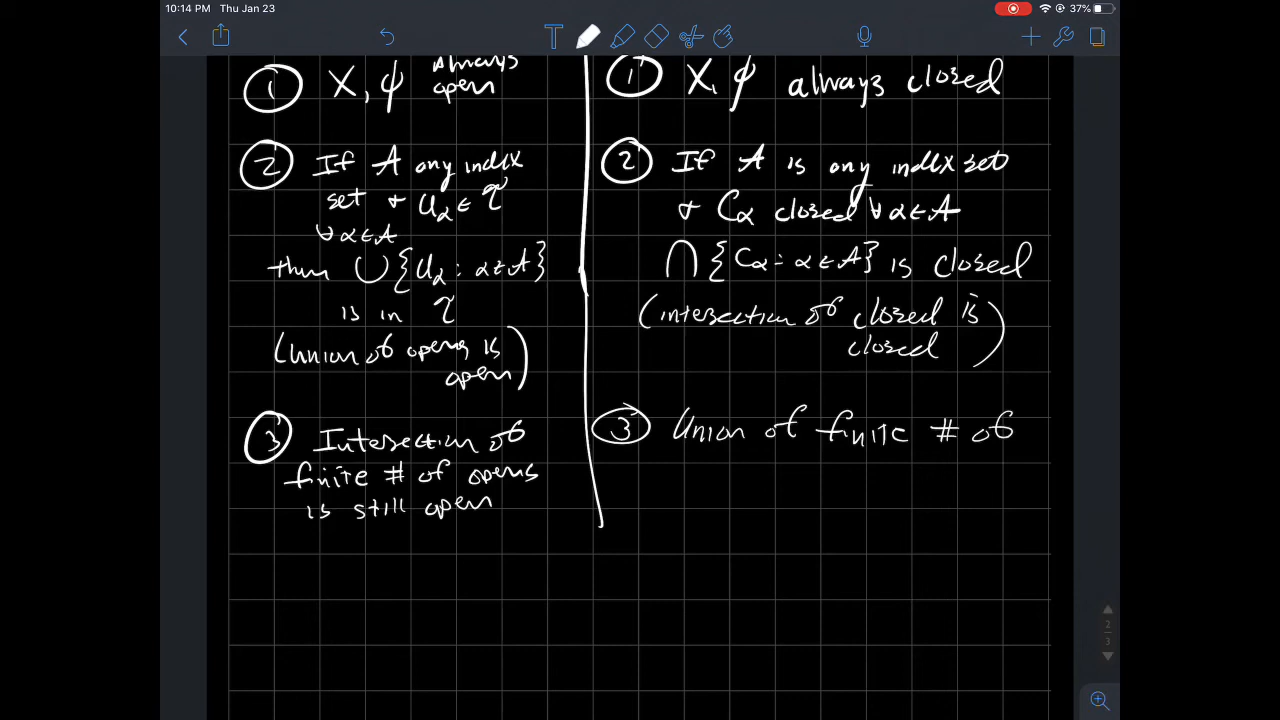 10:14 PM Thu Jan 23
37%
T
① X, ϕ Always
open
② If A any index
set + U_α ∈ τ
∀ α ∈ A
then ∪ {U_α : α ∈ A}
is in τ
(Union of opens is
open)
③ Intersection of
finite # of opens
is still open
① X, ϕ always closed
② If A is any index set
+ C_α closed ∀ α ∈ A
∩ {C_α : α ∈ A} is closed
(intersection of closed is
closed)
③ Union of finite # of
2
3